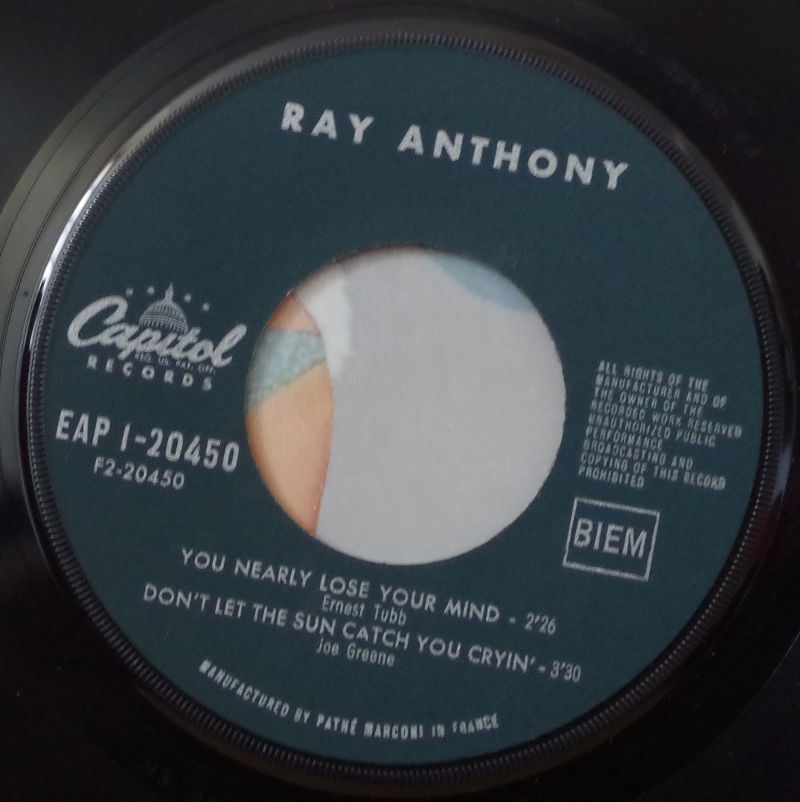 RAY ANTHONY
Capitol
REG. US. PAT. OFF.
RECORDS
EAP 1-20450
F2-20450
ALL RIGHTS OF THE
MANUFACTURER AND OF
THE OWNER OF THE
RECORDED WORK RESERVED
UNAUTHORIZED PUBLIC
PERFORMANCE
BROADCASTING AND
COPYING OF THIS RECORD
PROHIBITED
BIEM
YOU NEARLY LOSE YOUR MIND - 2'26
Ernest Tubb
DON'T LET THE SUN CATCH YOU CRYIN' - 3'30
Joe Greene
MANUFACTURED BY PATHÉ MARCONI IN FRANCE